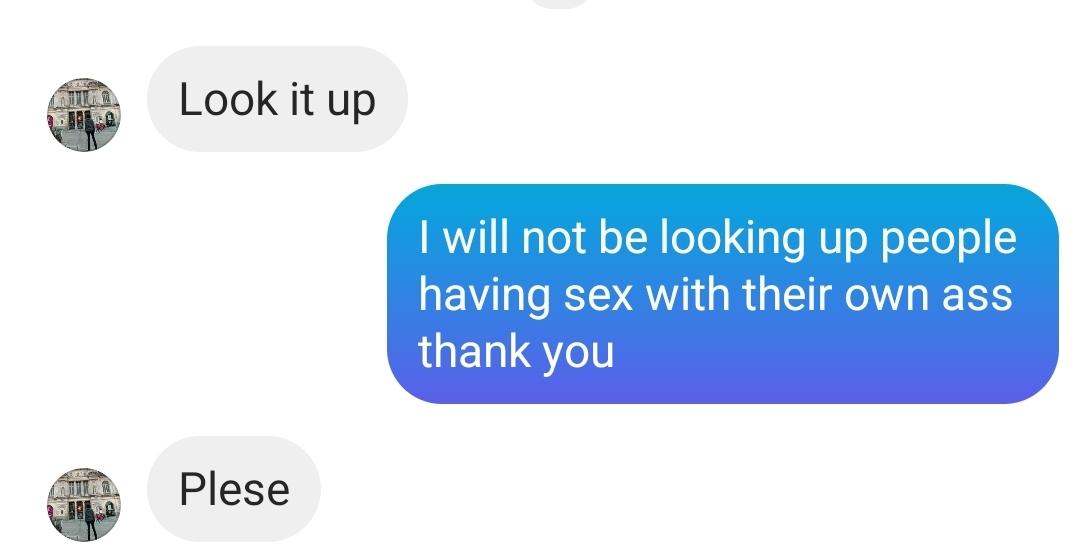 Look it up
I will not be looking up people
having sex with their own ass
thank you
Plese